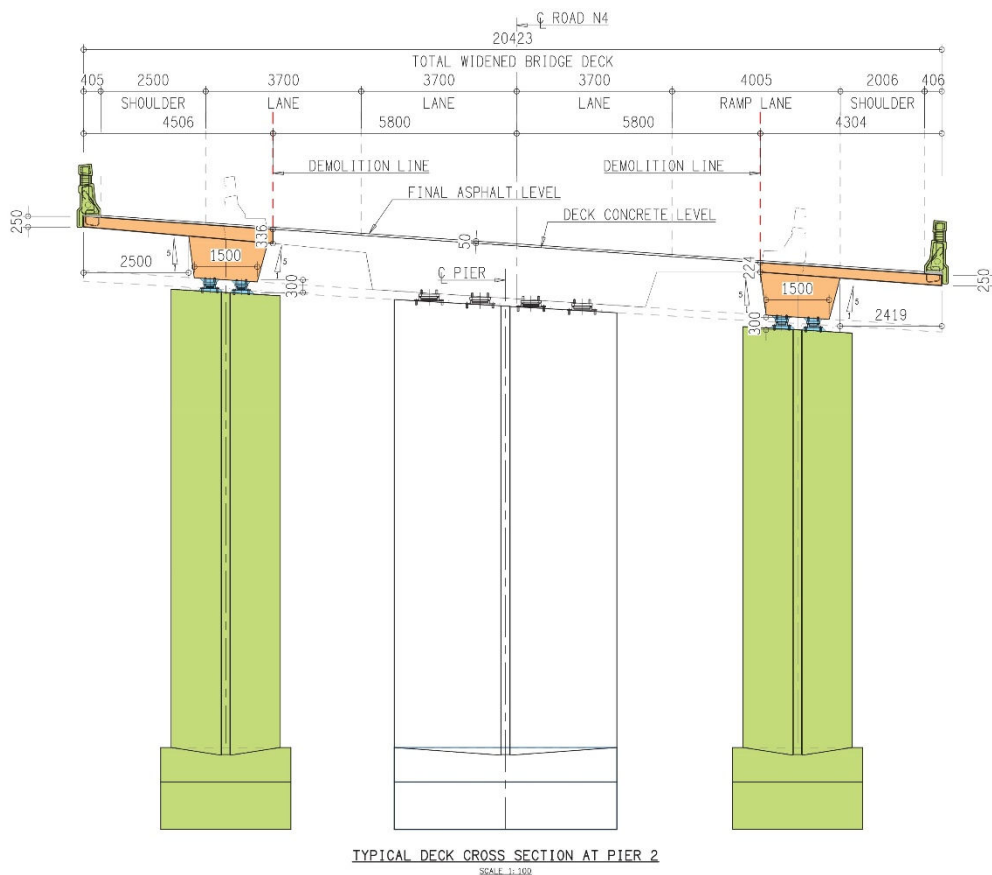 ℄ ROAD N4
20423
TOTAL WIDENED BRIDGE DECK
405 2500 3700 3700 3700 4005 2006 406
SHOULDER LANE LANE LANE RAMP LANE SHOULDER
4506 5800 5800 4304
DEMOLITION LINE DEMOLITION LINE
FINAL ASPHALT LEVEL
DECK CONCRETE LEVEL
250 336 50
5 1500 5 224 250
2500 ℄ PIER 5 1500 5
300 1
300 2419
TYPICAL DECK CROSS SECTION AT PIER 2
SCALE 1:100